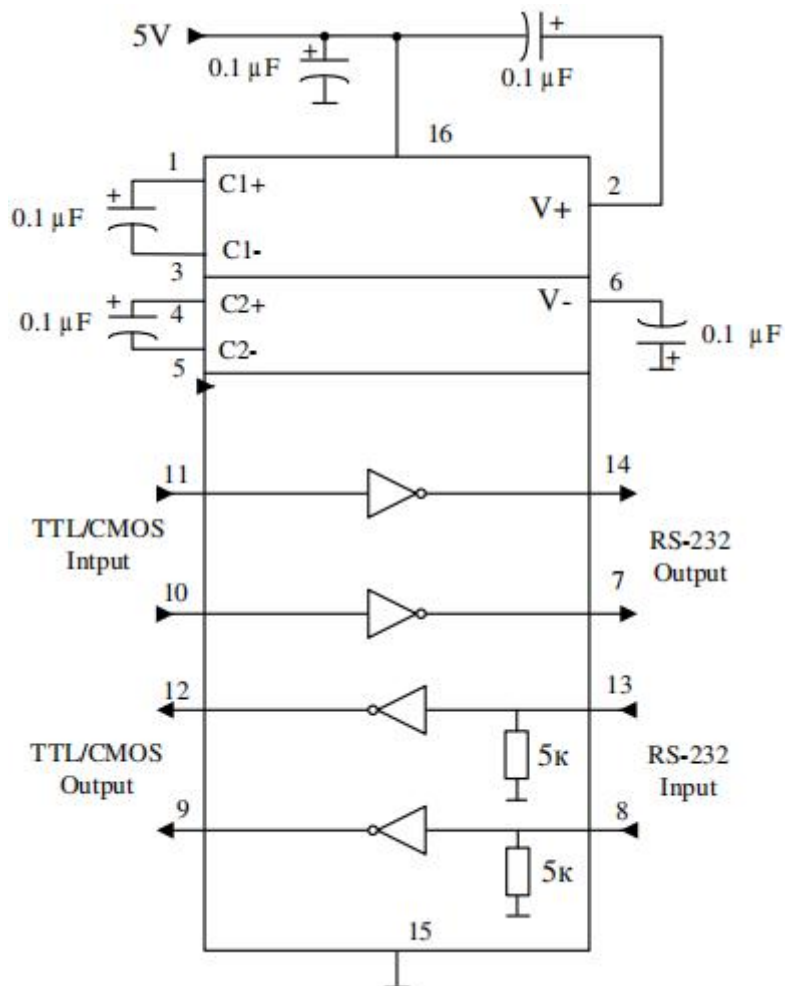 5V
+
0.1 µF
+
0.1 µF
16
1
2
C1+
V+
+
0.1 µF
C1-
3
6
+
4
C2+
V-
0.1 µF
0.1 µF
C2-
+
5
11
14
TTL/CMOS
Intput
RS-232
Output
10
7
12
13
TTL/CMOS
Output
5к
RS-232
Input
9
8
5к
15